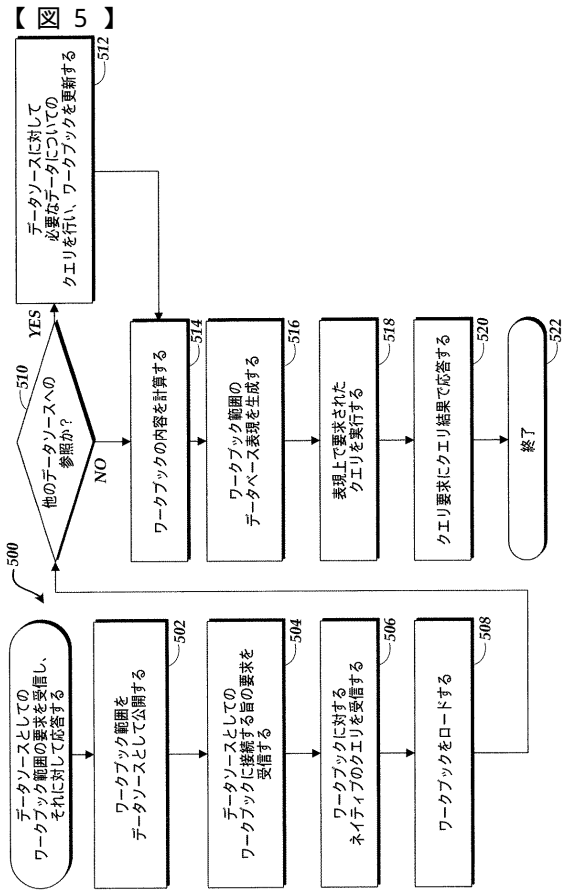 【図5】
500
データソースとしての
ワークブック範囲の要求を受信し、
それに対して応答する
ワークブック範囲を
データソースとして公開する
502
データソースとしての
ワークブックに接続する旨の要求を
受信する
504
ワークブックに対する
ネイティブのクエリを受信する
506
ワークブックをロードする
508
他のデータソースへの
参照か？
510
YES
NO
データソースに対して
必要なデータについての
クエリを行い、ワークブックを更新する
512
ワークブックの内容を計算する
514
ワークブック範囲の
データベース表現を生成する
516
表現上で要求された
クエリを実行する
518
クエリ要求にクエリ結果で応答する
520
終了
522